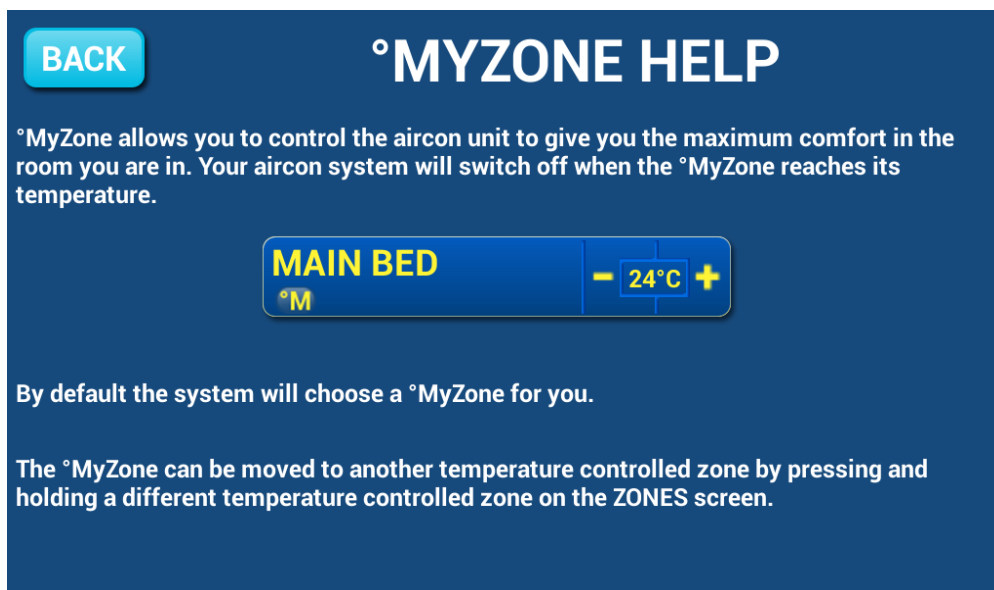 BACK
°MYZONE HELP
°MyZone allows you to control the aircon unit to give you the maximum comfort in the
room you are in. Your aircon system will switch off when the °MyZone reaches its
temperature.
MAIN BED
°M
24°C
By default the system will choose a °MyZone for you.
The °MyZone can be moved to another temperature controlled zone by pressing and
holding a different temperature controlled zone on the ZONES screen.